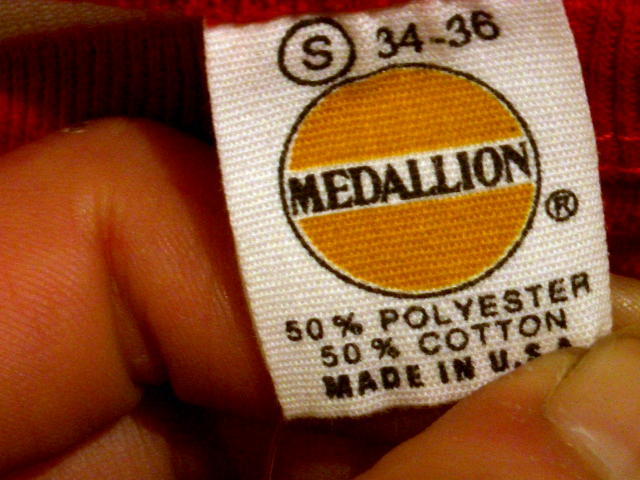 S 34-36
MEDALLION
®
50% POLYESTER
50% COTTON
MADE IN U.S.A